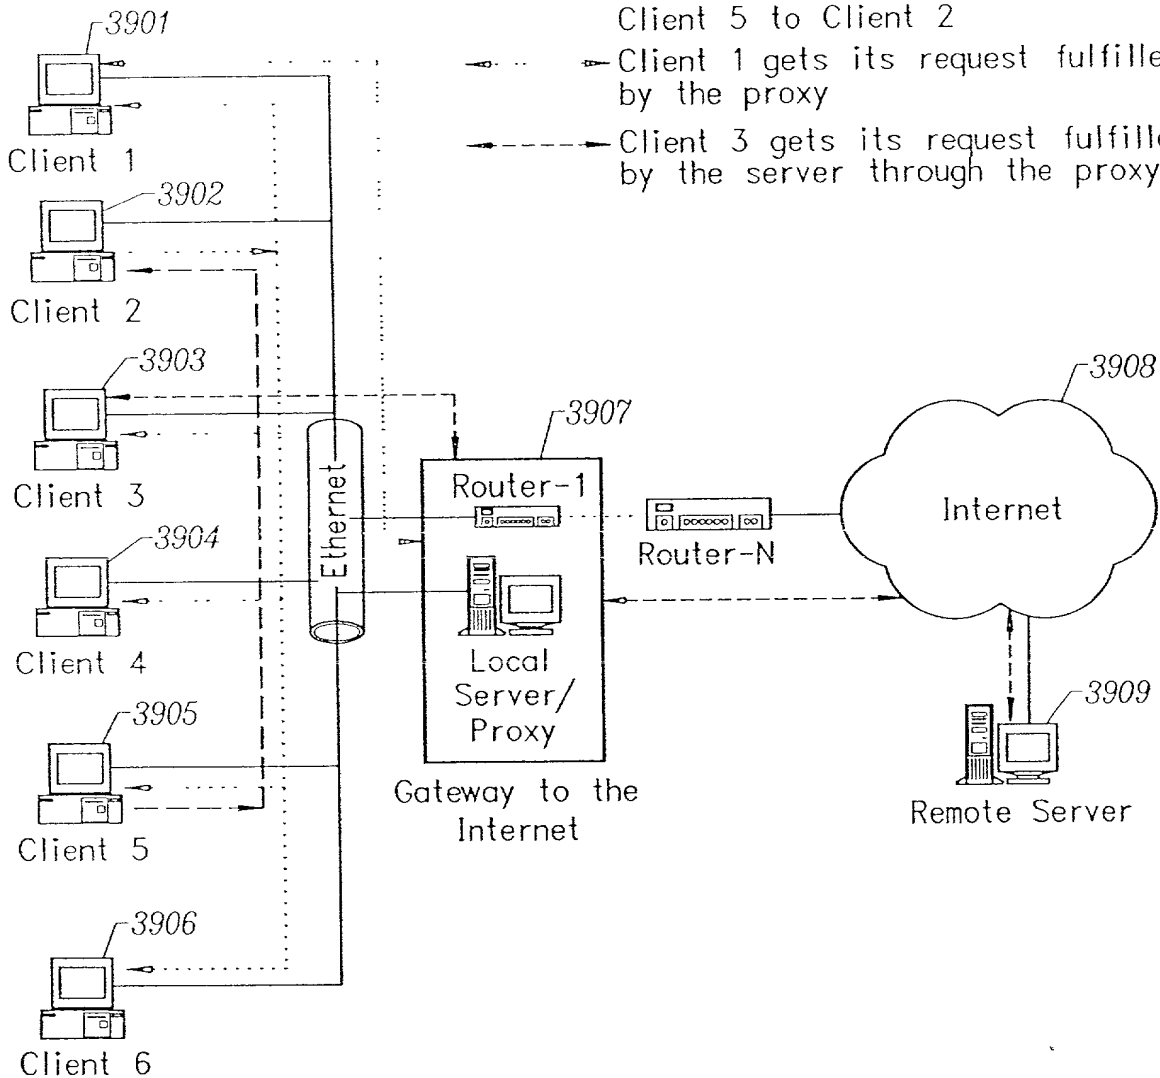 3901
Client 5 to Client 2
Client 1 gets its request fulfille
by the proxy
Client 1
Client 3 gets its request fulfille
by the server through the proxy
3902
Client 2
3903
Client 3
3904
Client 4
3905
Client 5
3906
Client 6
Ethernet
3907
Router-1
Local
Server/
Proxy
Gateway to the
Internet
Router-N
3908
Internet
3909
Remote Server